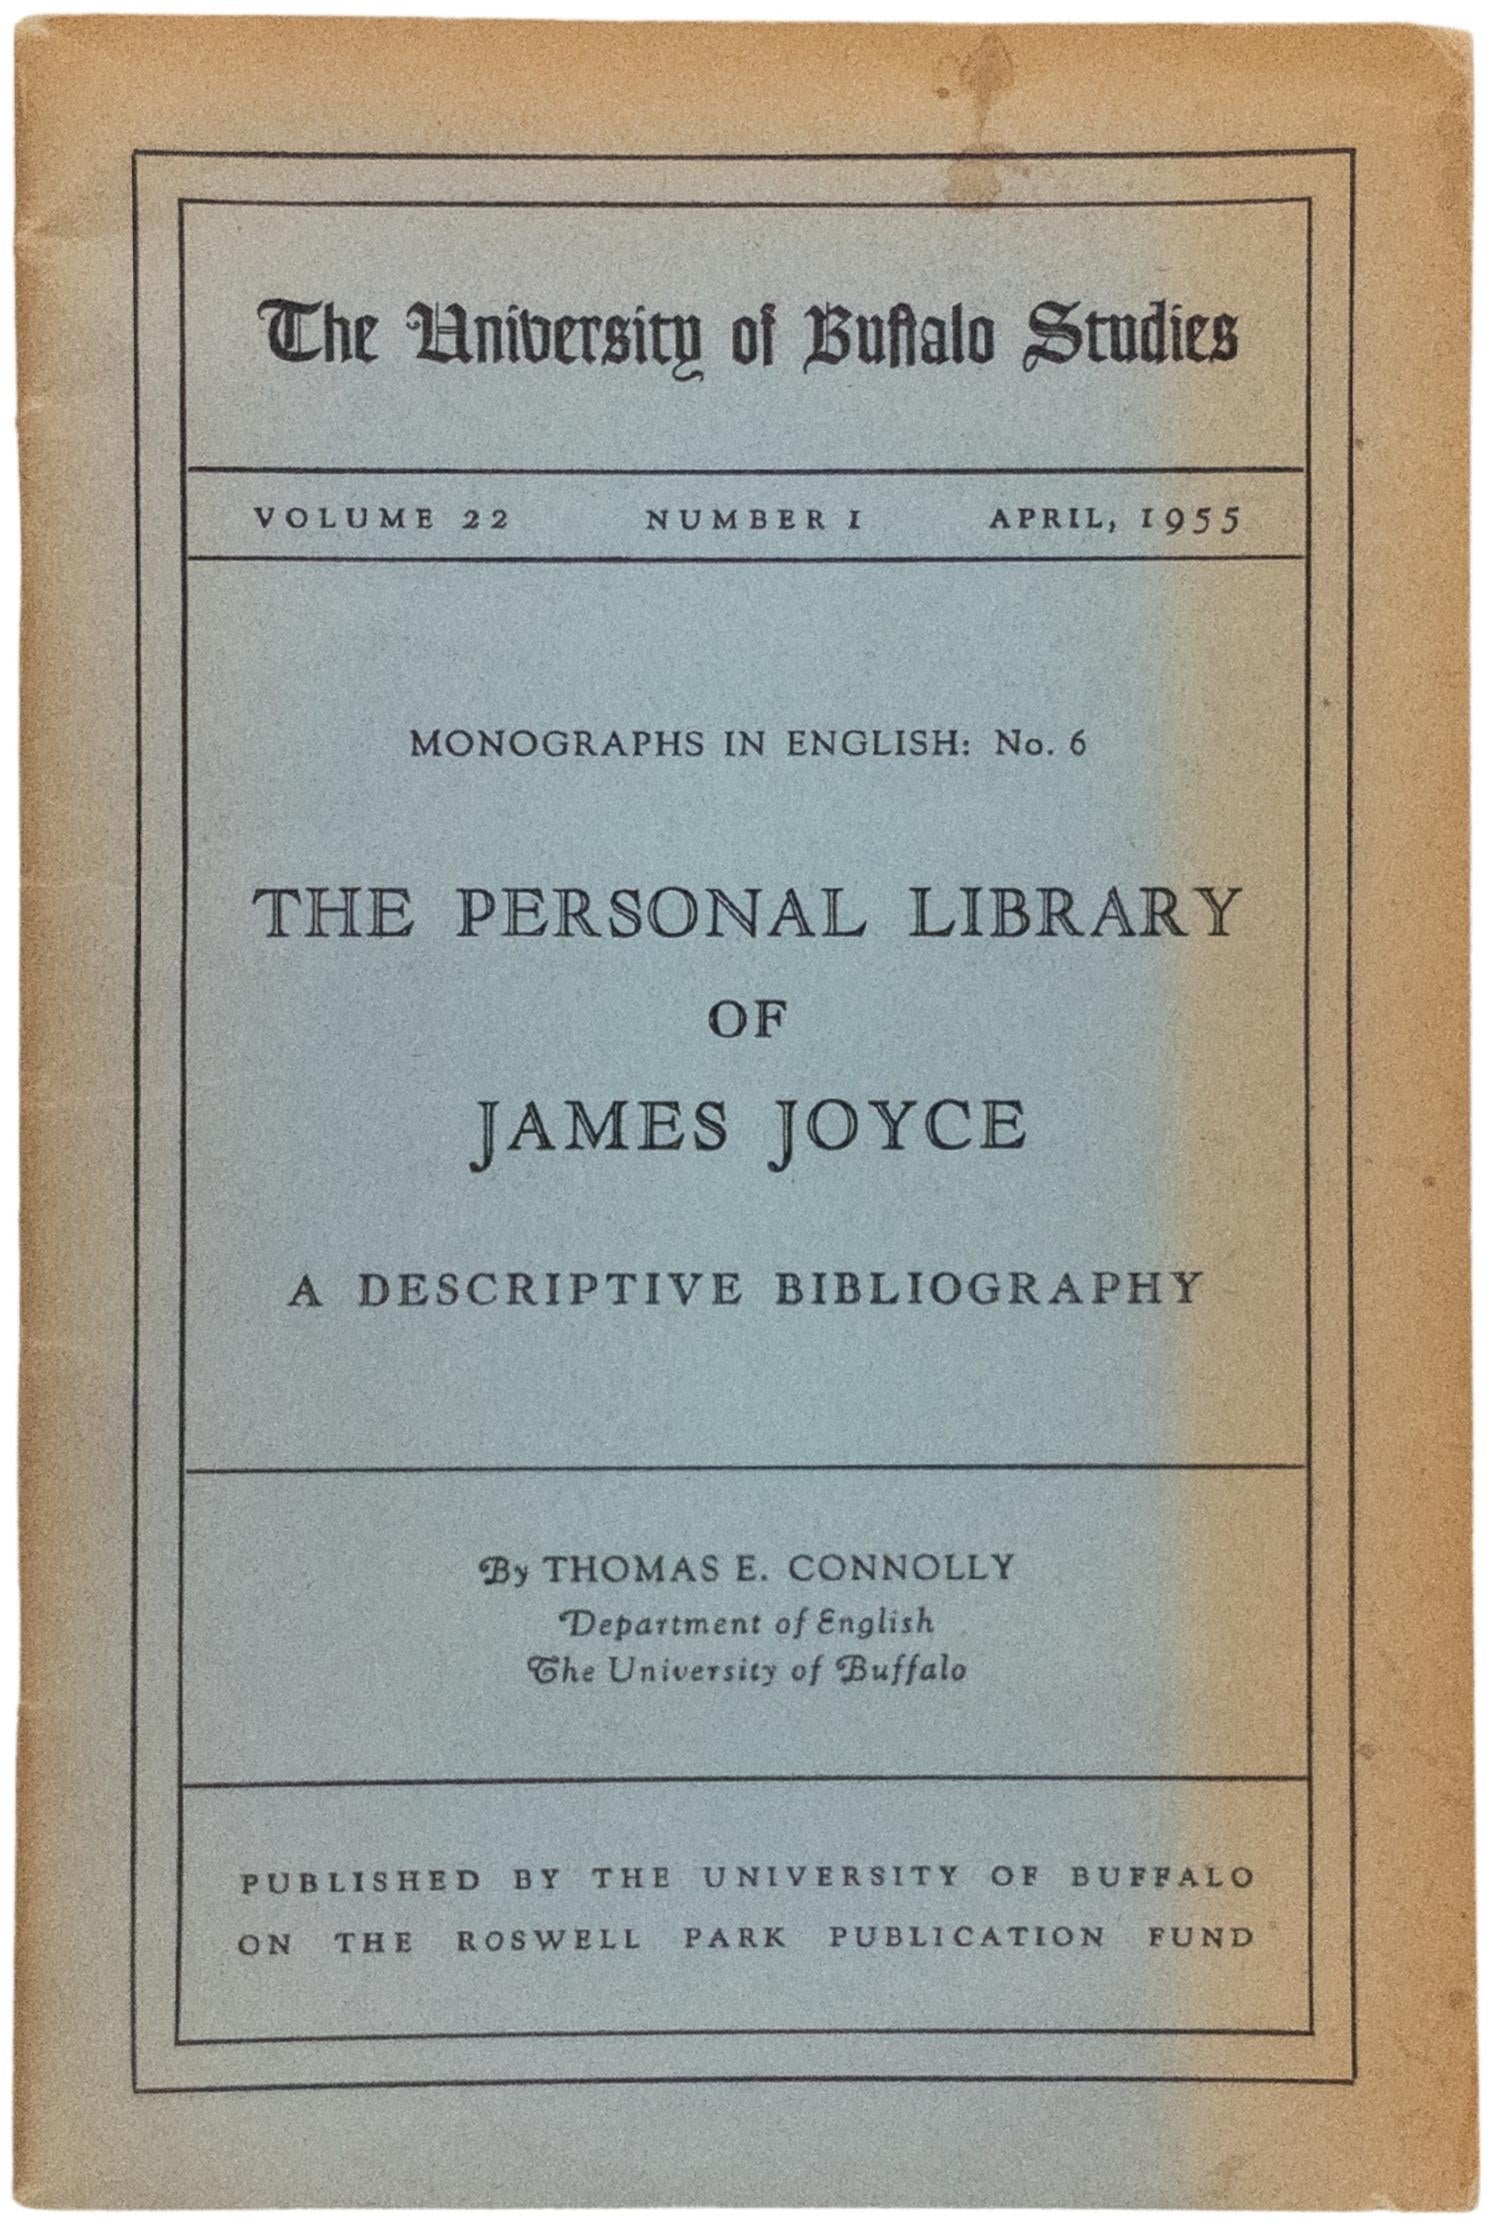 The University of Buffalo Studies
VOLUME 22 NUMBER 1 APRIL, 1955
MONOGRAPHS IN ENGLISH: No. 6
THE PERSONAL LIBRARY
OF
JAMES JOYCE
A DESCRIPTIVE BIBLIOGRAPHY
By THOMAS E. CONNOLLY
Department of English
The University of Buffalo
PUBLISHED BY THE UNIVERSITY OF BUFFALO
ON THE ROSWELL PARK PUBLICATION FUND